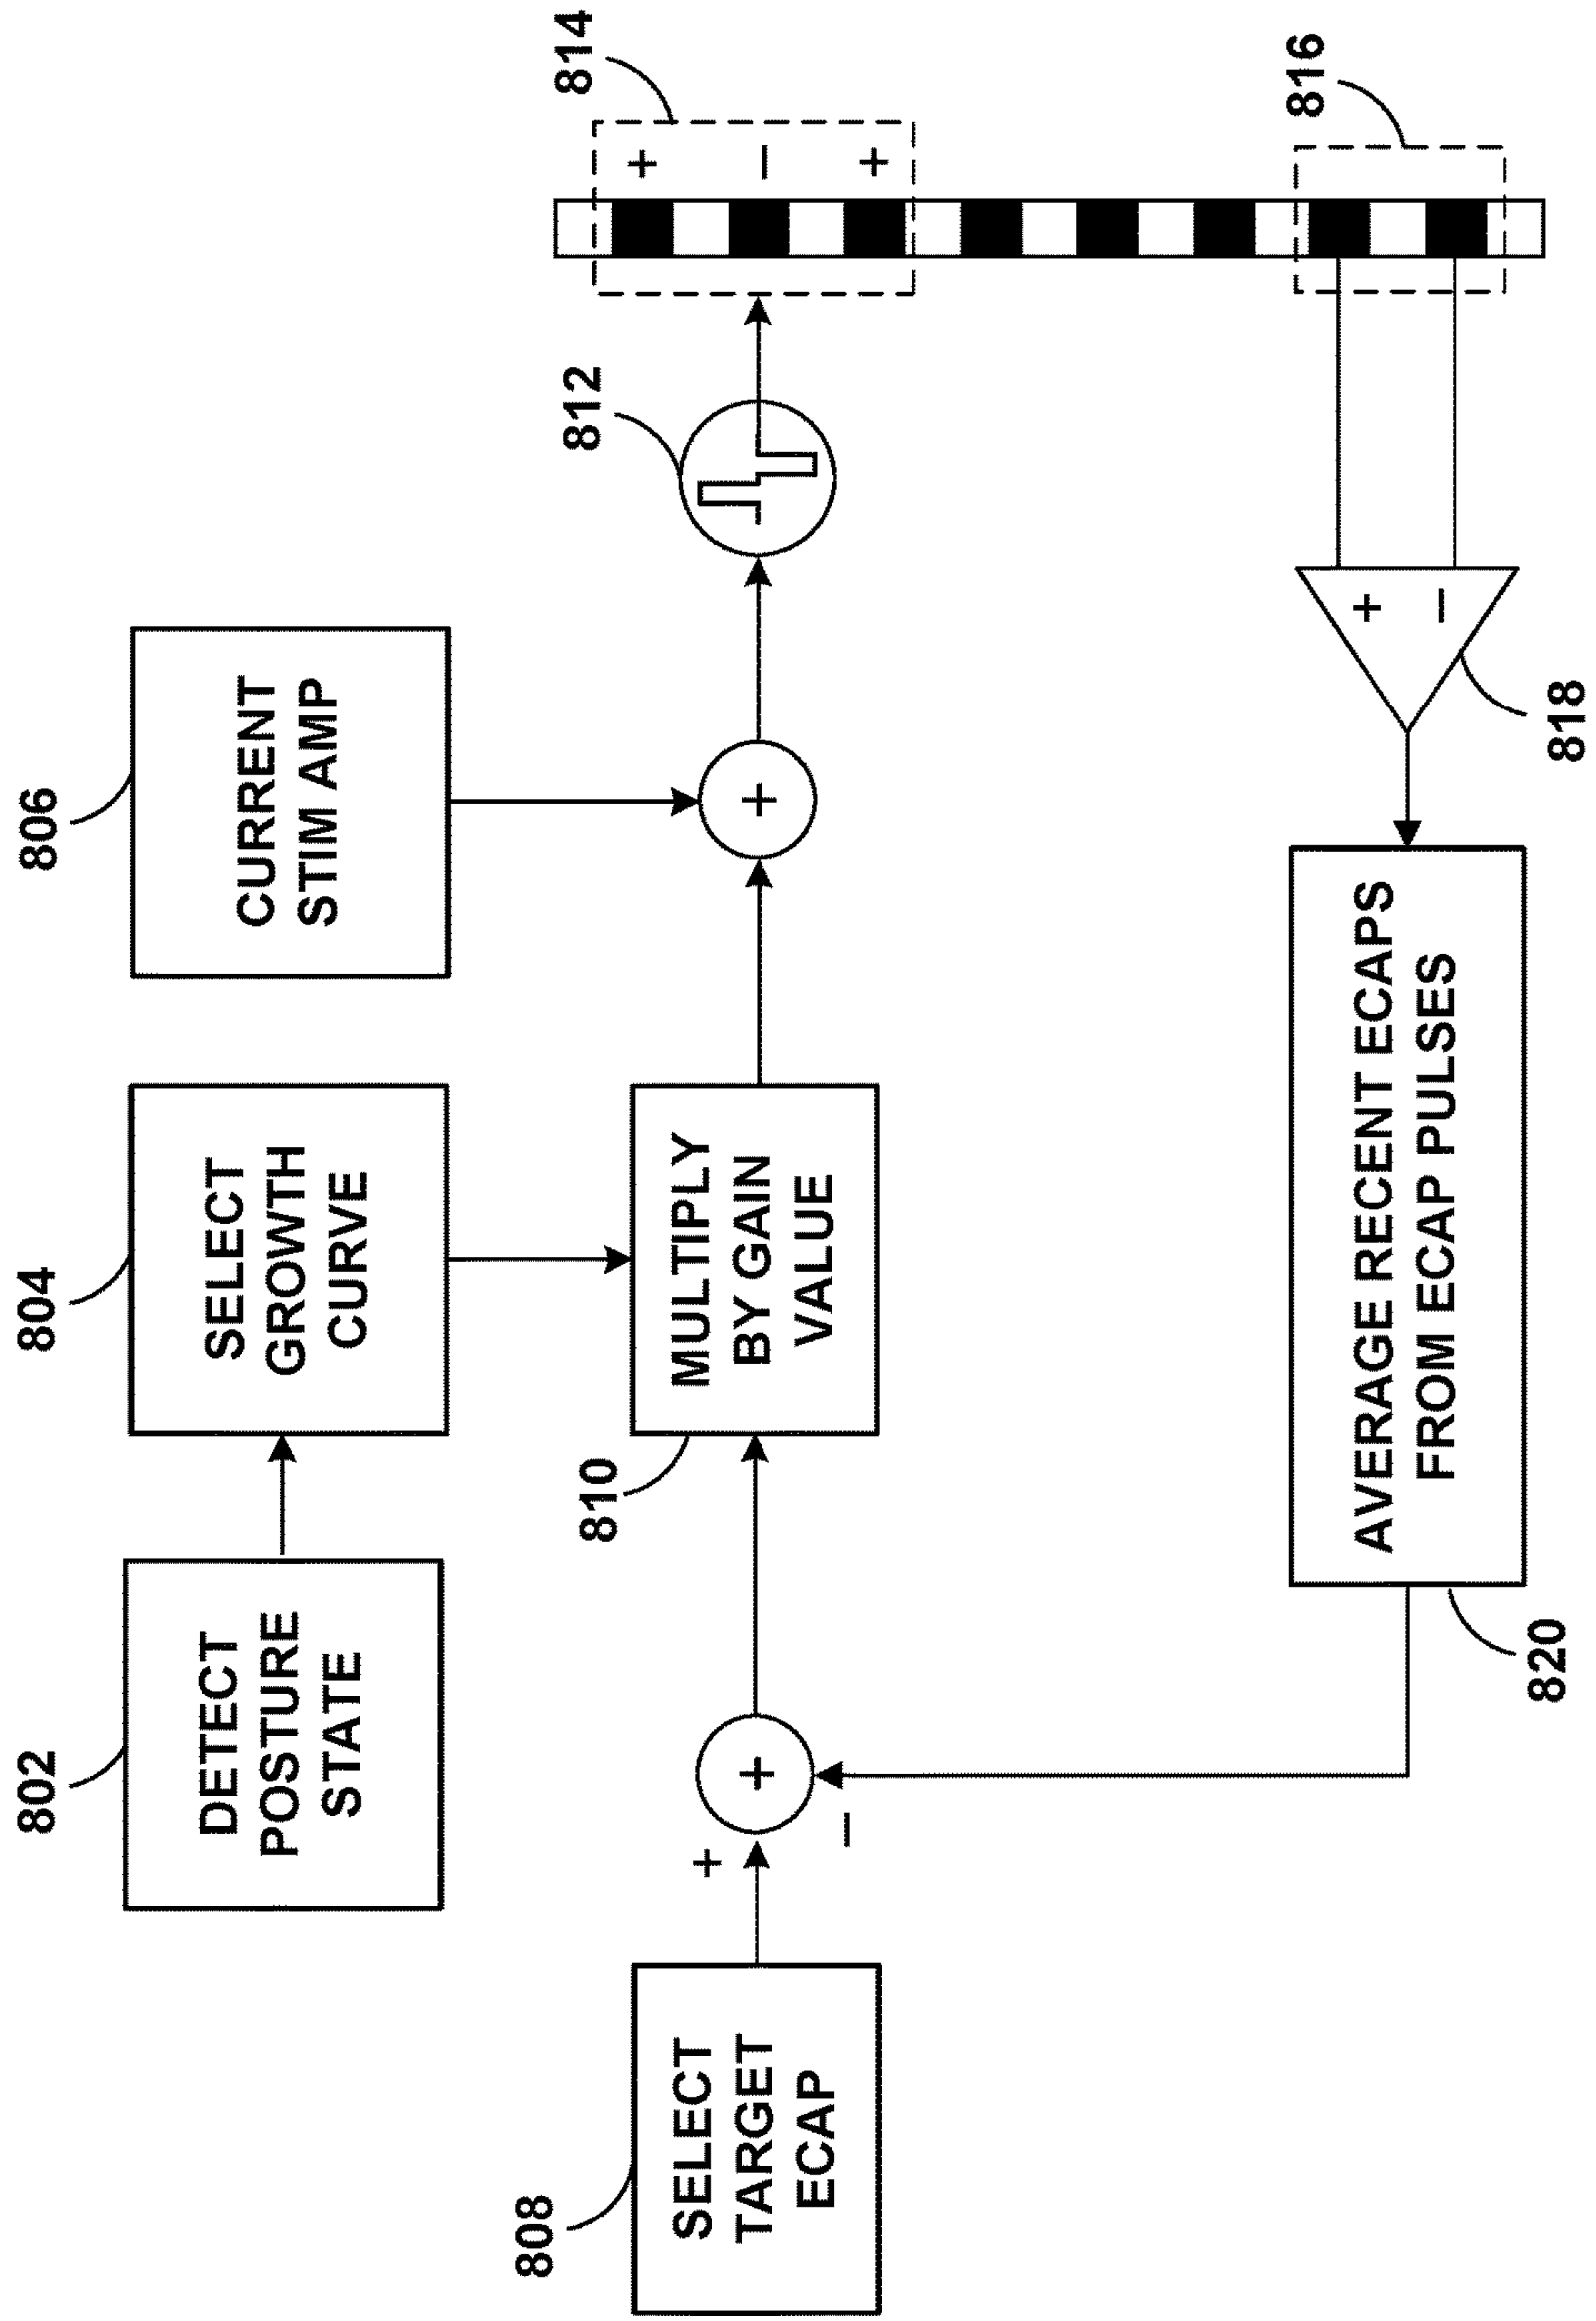 802
DETECT
POSTURE
STATE
804
SELECT
GROWTH
CURVE
806
CURRENT
STIM AMP
808
SELECT
TARGET
ECAP
+
−
+
810
MULTIPLY
BY GAIN
VALUE
+
812
814
+
−
+
816
818
+
−
820
AVERAGE RECENT ECAPS
FROM ECAP PULSES